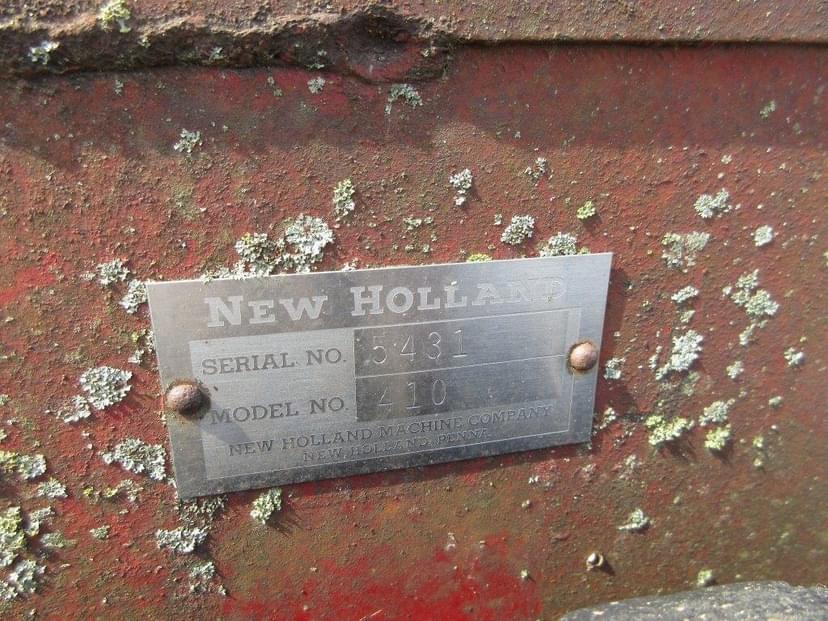 NEW HOLLAND
SERIAL NO. 5431
MODEL NO. 410
NEW HOLLAND MACHINE COMPANY
NEW HOLLAND, PENNA.